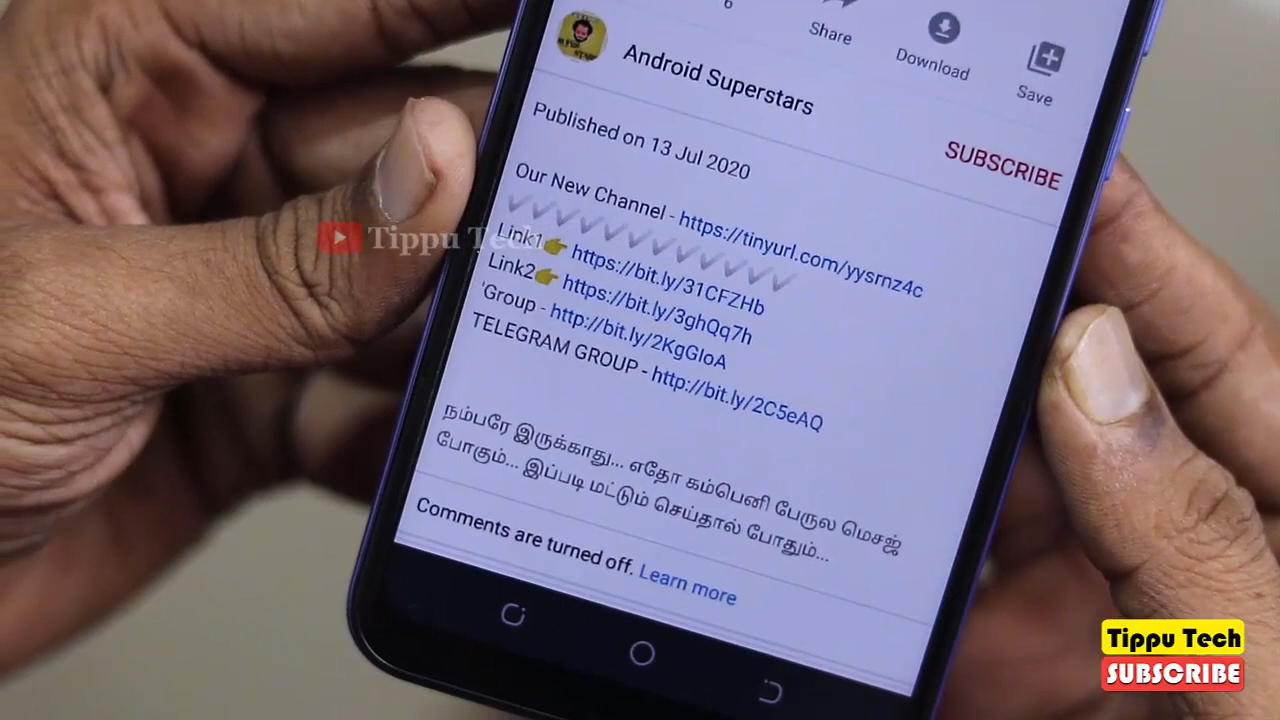 6
Share
Download
Save
Android Superstars
SUBSCRIBE
Published on 13 Jul 2020
Our New Channel - https://tinyurl.com/yysrnz4c
Link1👉 https://bit.ly/31CFZHb
Link2👉 https://bit.ly/3ghQq7h
'Group - http://bit.ly/2KgGIoA
TELEGRAM GROUP - http://bit.ly/2C5eAQ
நம்பரே இருக்காது... எதோ கம்பெனி பேருல மெசஜ்
போகும்... இப்படி மட்டும் செய்தால் போதும்...
Comments are turned off. Learn more
Tippu Tech
Tippu Tech
SUBSCRIBE